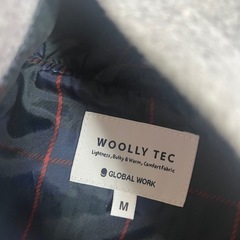 WOOLLY TEC
Lightness, Bulky & Warm, Comfort Fabric
GLOBAL WORK
M